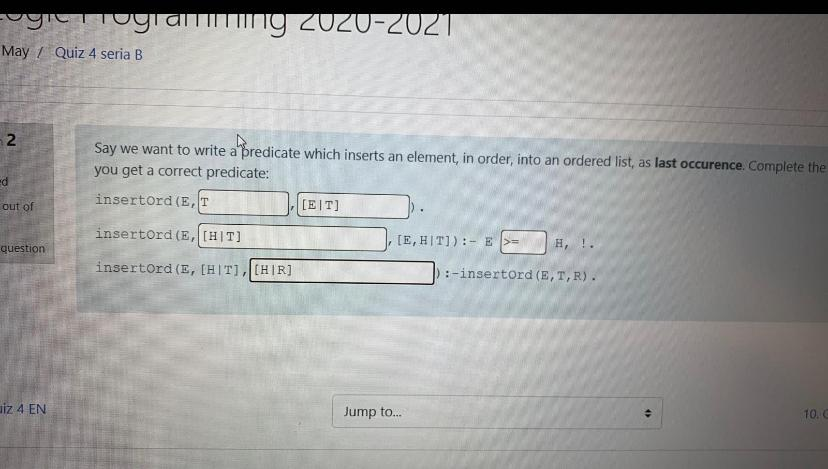 Programming 2020-2021
May / Quiz 4 seria B
2
Say we want to write a predicate which inserts an element, in order, into an ordered list, as last occurence. Complete the
you get a correct predicate:
out of
insertOrd(E, T , [E|T] ).
insertOrd(E, [H|T] , [E,H|T]):- E >= H, !.
question
insertOrd(E, [H|T], [H|R] ):-insertOrd(E,T,R).
Quiz 4 EN
Jump to...
10.